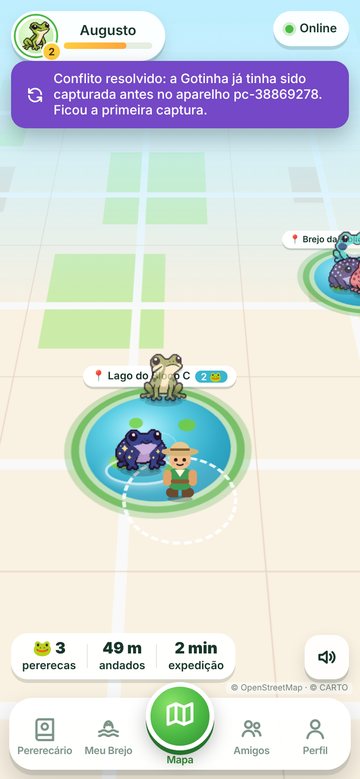 Augusto
2
Online
Conflito resolvido: a Gotinha já tinha sido
capturada antes no aparelho pc-38869278.
Ficou a primeira captura.
Brejo da
Lago do C
2
3
pererecas
49 m
andados
2 min
expedição
© OpenStreetMap · © CARTO
Pererecário
Meu Brejo
Mapa
Amigos
Perfil